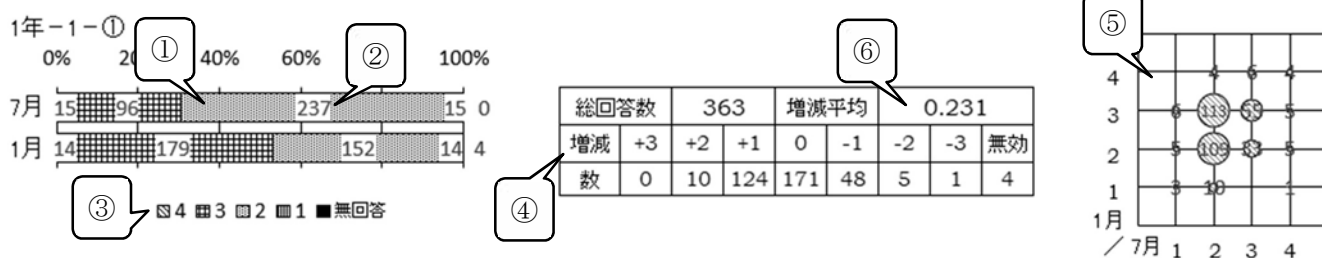 1年－1－①
0% 20 40% 60% 100%
① ②
7月 15 96 237 15 0
1月 14 179 152 14 4
③ 4 3 2 1 無回答
⑥
総回答数 363 増減平均 0.231
増減 +3 +2 +1 0 -1 -2 -3 無効
数 0 10 124 171 48 5 1 4
④
⑤
4 4 6 4
3 6 113 55 5
2 5 109 33 5
1 3 10 1
1月
／7月 1 2 3 4